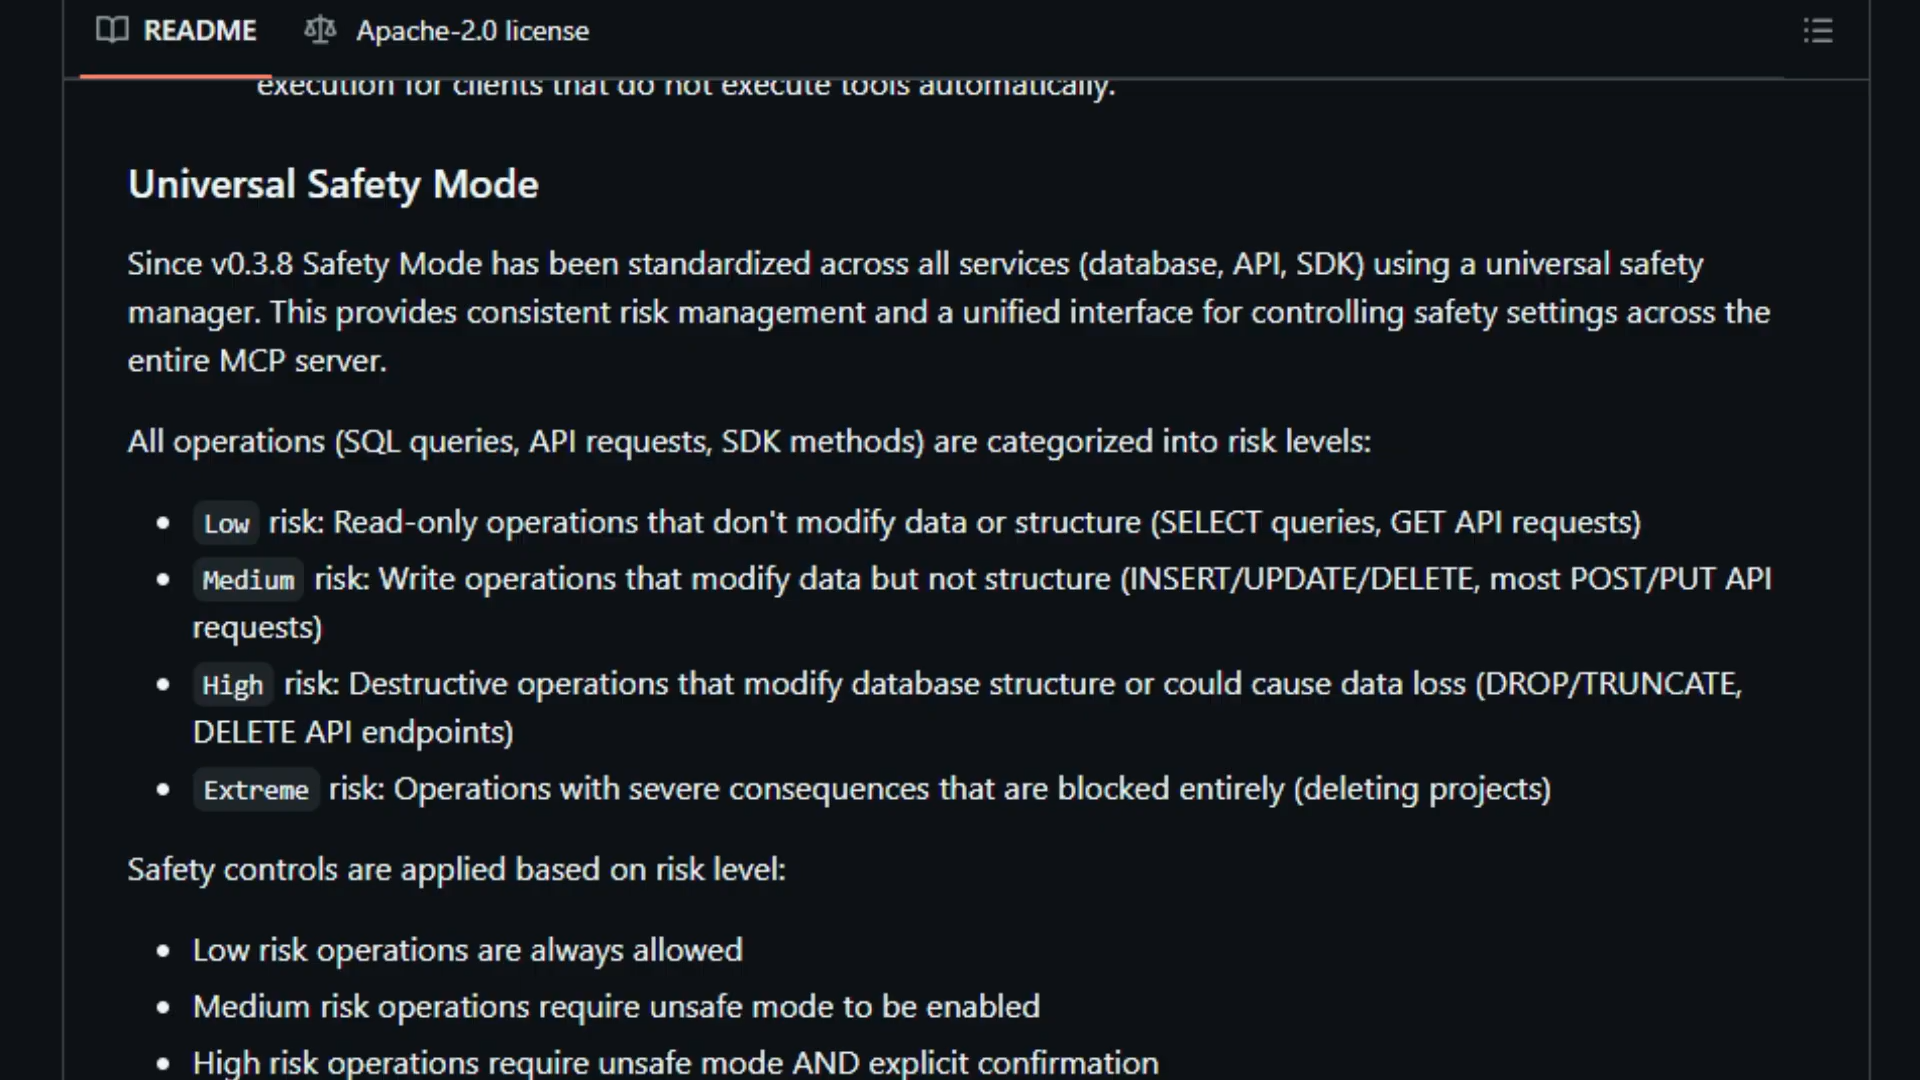 README Apache-2.0 license
execution for clients that do not execute tools automatically.
Universal Safety Mode
Since v0.3.8 Safety Mode has been standardized across all services (database, API, SDK) using a universal safety
manager. This provides consistent risk management and a unified interface for controlling safety settings across the
entire MCP server.
All operations (SQL queries, API requests, SDK methods) are categorized into risk levels:
Low risk: Read-only operations that don't modify data or structure (SELECT queries, GET API requests)
Medium risk: Write operations that modify data but not structure (INSERT/UPDATE/DELETE, most POST/PUT API
requests)
High risk: Destructive operations that modify database structure or could cause data loss (DROP/TRUNCATE,
DELETE API endpoints)
Extreme risk: Operations with severe consequences that are blocked entirely (deleting projects)
Safety controls are applied based on risk level:
Low risk operations are always allowed
Medium risk operations require unsafe mode to be enabled
High risk operations require unsafe mode AND explicit confirmation